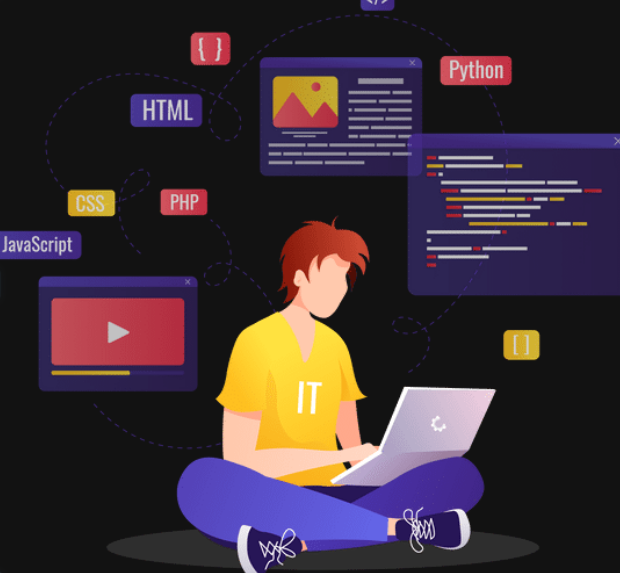 </>
{ }
HTML
Python
CSS
PHP
JavaScript
[ ]
IT